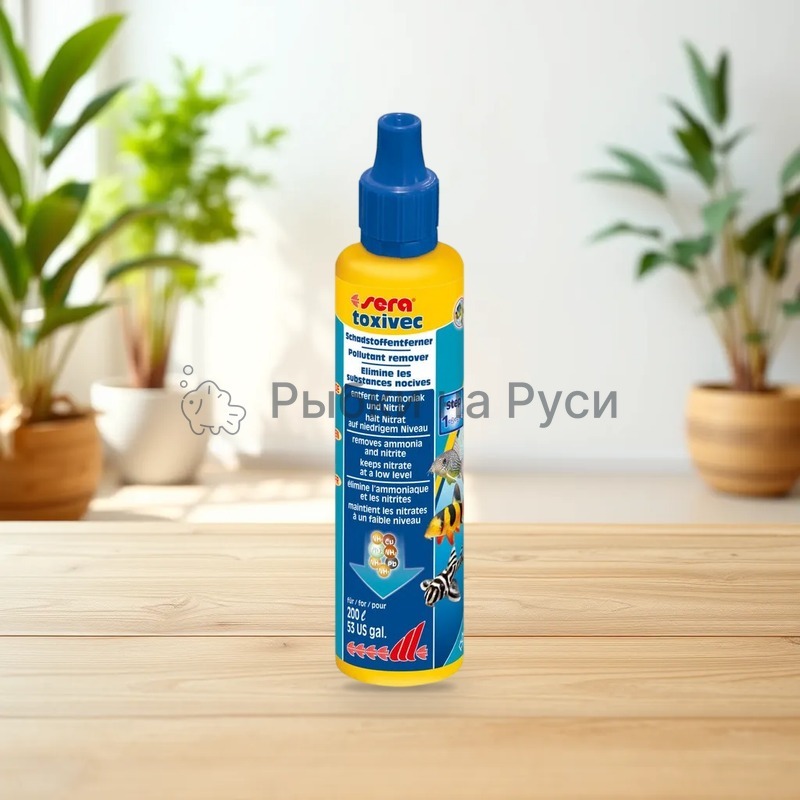 sera
toxivec
Schadstoffentferner
Pollutant remover
Elimine les
substances nocives
entfernt Ammoniak
und Nitrit
hält Nitrat
auf niedrigem Niveau
removes ammonia
and nitrite
keeps nitrate
at a low level
élimine l'ammoniaque
et les nitrites
maintient les nitrates
à un faible niveau
für / for / pour
200 ℓ
53 US gal.
на Руси